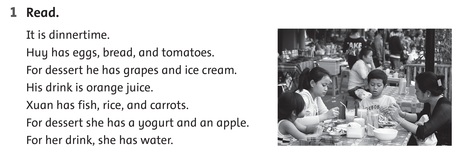 1 Read.
It is dinnertime.
Huy has eggs, bread, and tomatoes.
For dessert he has grapes and ice cream.
His drink is orange juice.
Xuan has fish, rice, and carrots.
For dessert she has a yogurt and an apple.
For her drink, she has water.